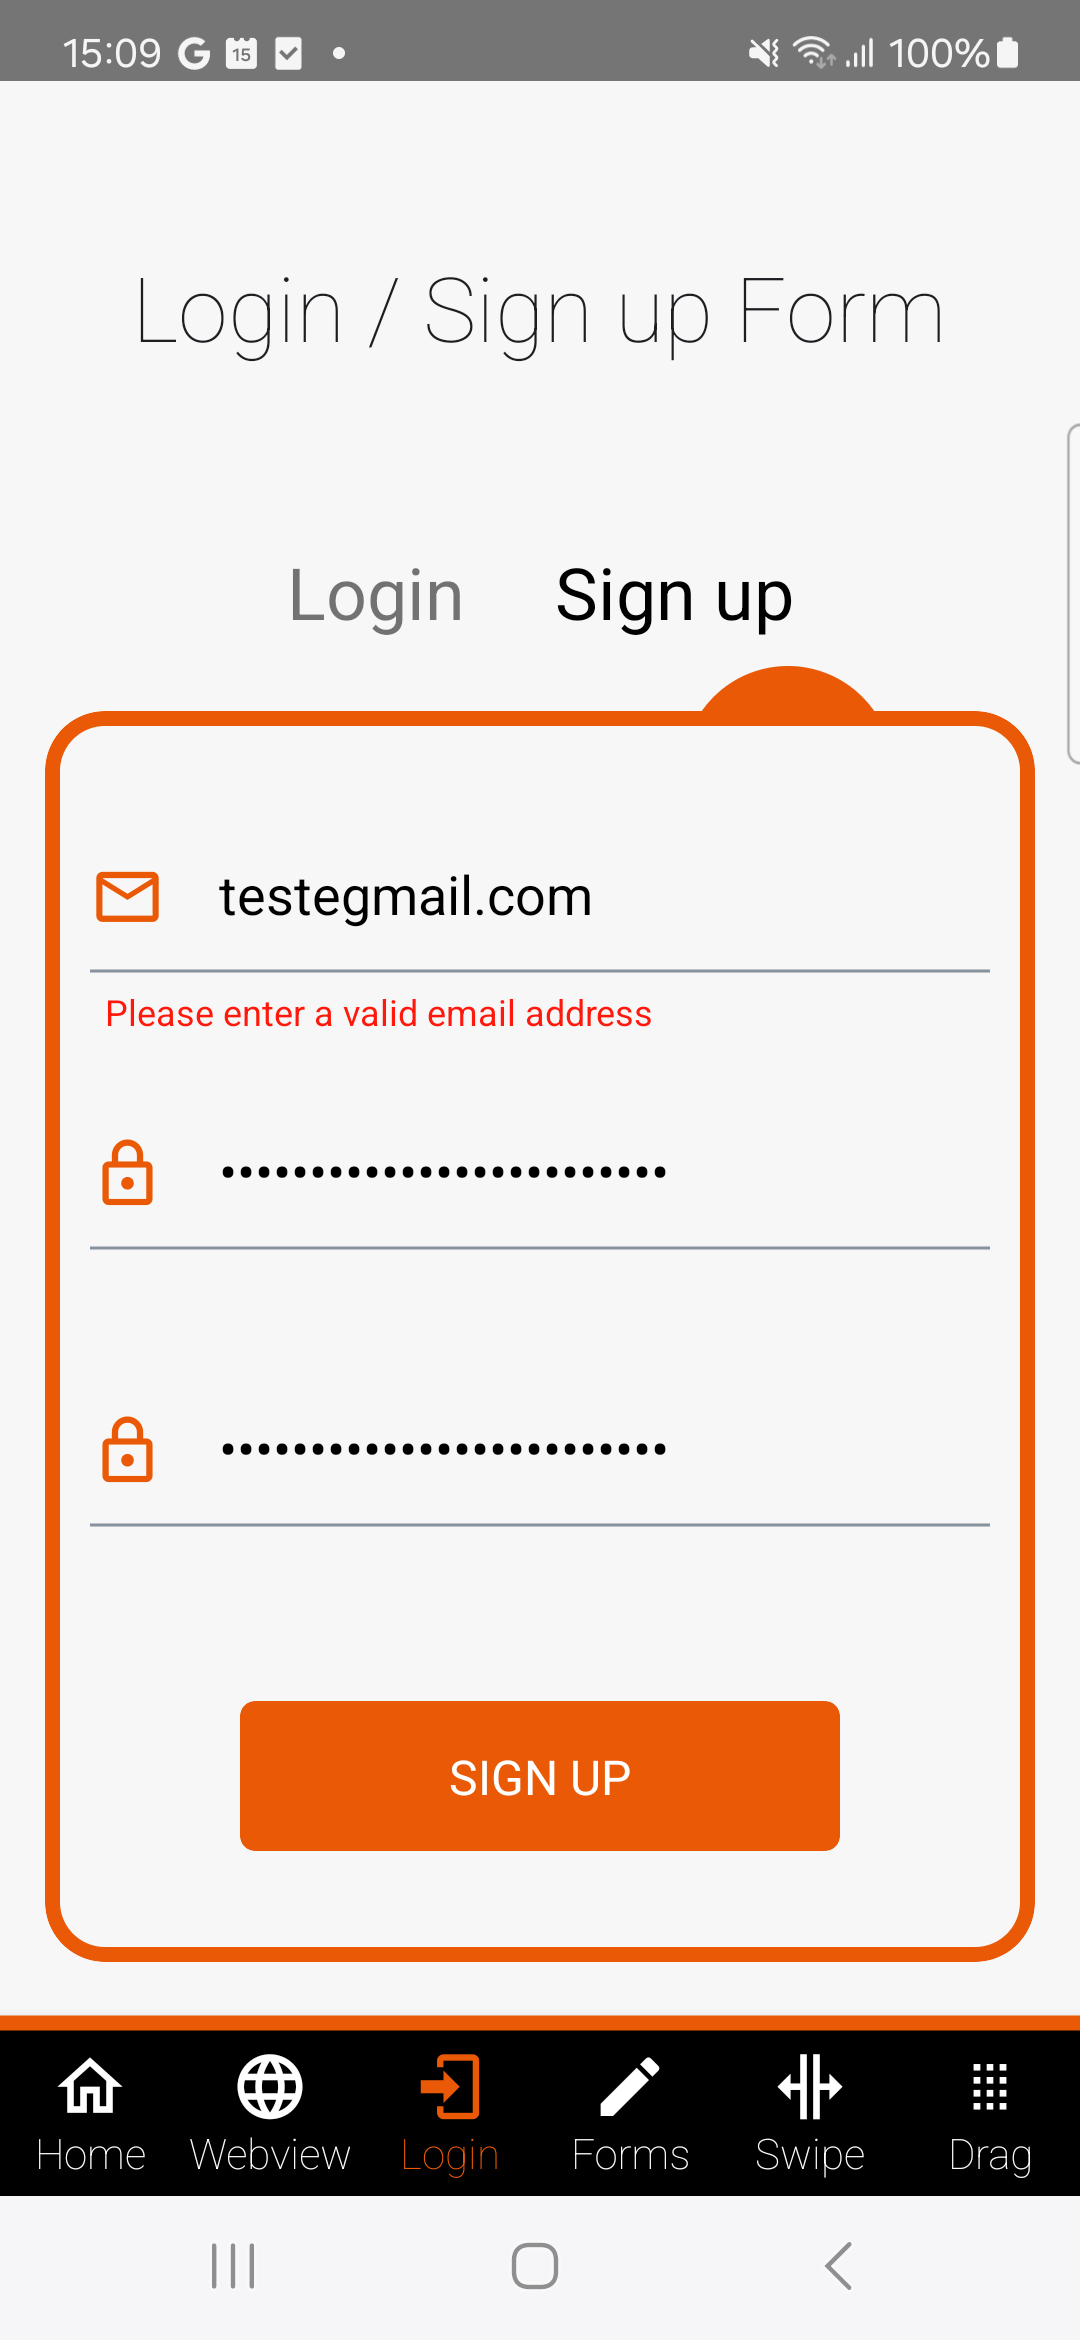 15:09 G 15 100%
Login / Sign up Form
Login Sign up
testegmail.com
Please enter a valid email address
•••••••••••••••••••••••••
•••••••••••••••••••••••••
SIGN UP
Home Webview Login Forms Swipe Drag